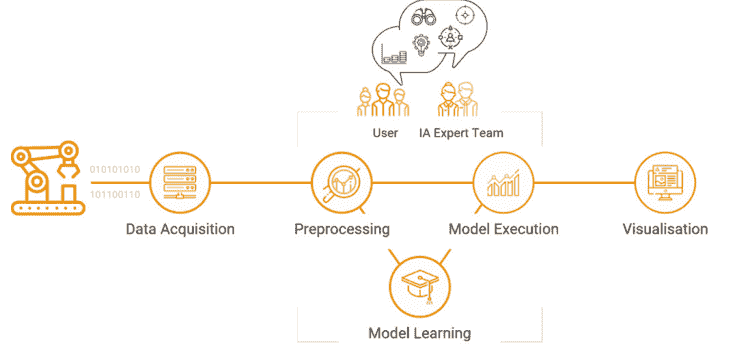 User
IA Expert Team
010101010
101100110
Data Acquisition
Preprocessing
Model Execution
Visualisation
Model Learning